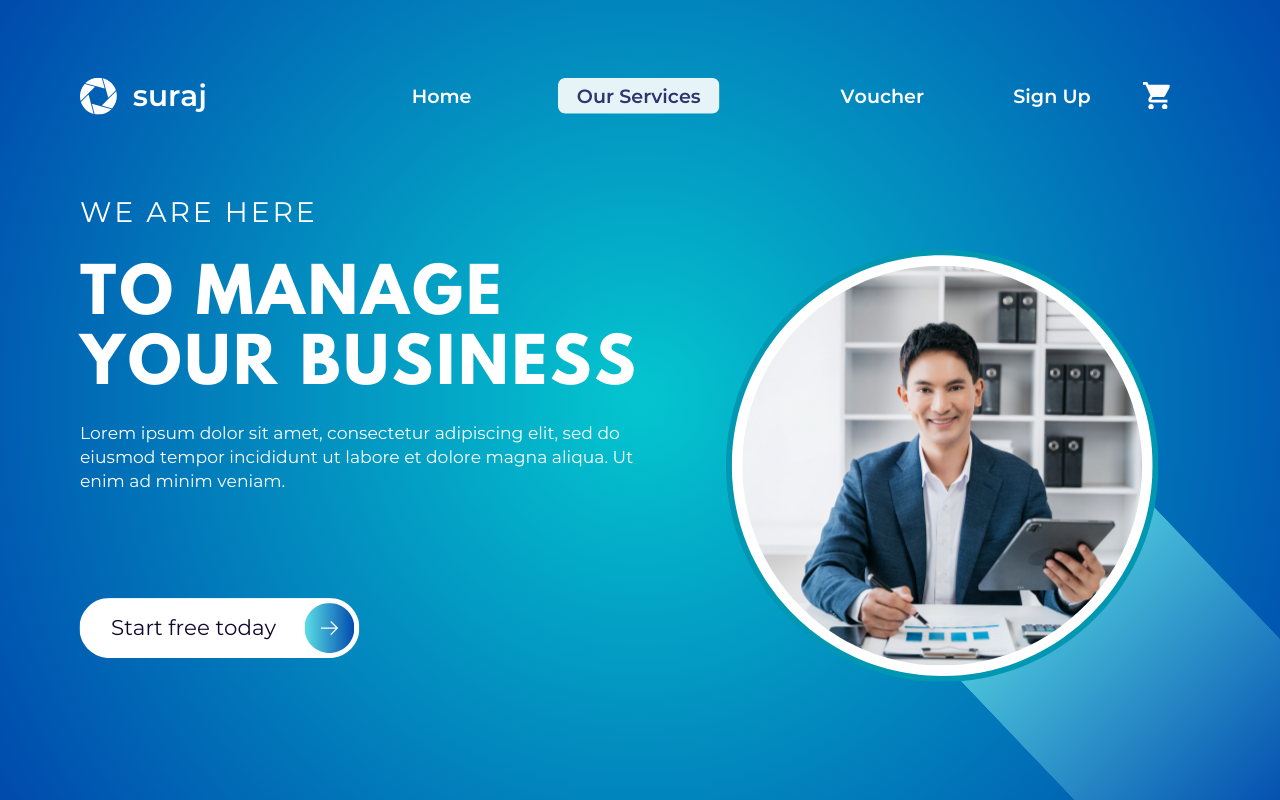 suraj
Home
Our Services
Voucher
Sign Up
WE ARE HERE
TO MANAGE
YOUR BUSINESS
Lorem ipsum dolor sit amet, consectetur adipiscing elit, sed do
eiusmod tempor incididunt ut labore et dolore magna aliqua. Ut
enim ad minim veniam.
Start free today